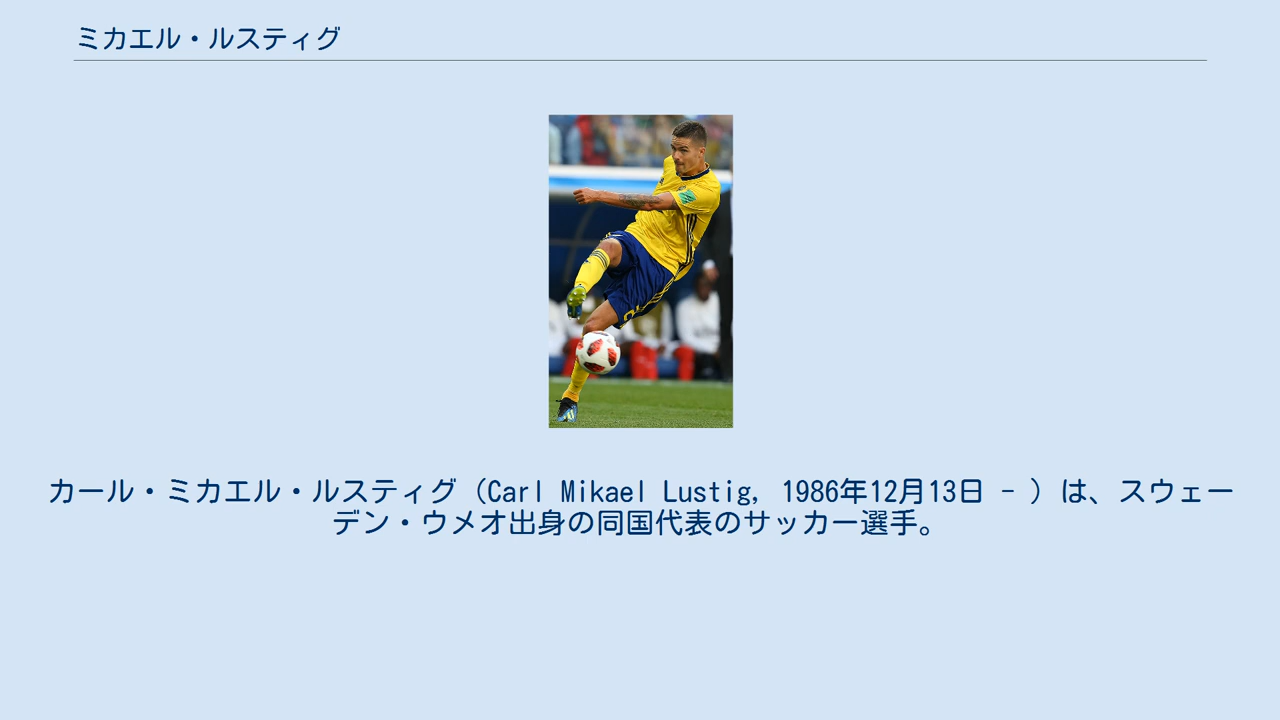 ミカエル・ルスティグ
カール・ミカエル・ルスティグ（Carl Mikael Lustig, 1986年12月13日 - ）は、スウェー
デン・ウメオ出身の同国代表のサッカー選手。